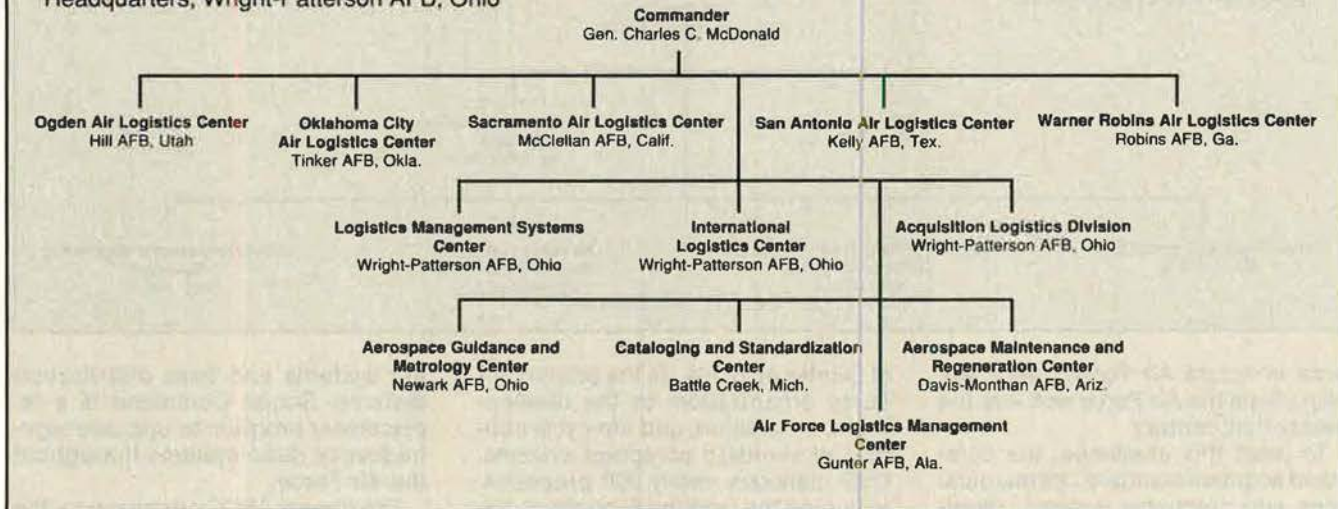 Headquarters, Wright-Patterson AFB, Ohio
Commander
Gen. Charles C. McDonald
Ogden Air Logistics Center
Hill AFB, Utah
Oklahoma City
Air Logistics Center
Tinker AFB, Okla.
Sacramento Air Logistics Center
McClellan AFB, Calif.
San Antonio Air Logistics Center
Kelly AFB, Tex.
Warner Robins Air Logistics Center
Robins AFB, Ga.
Logistics Management Systems
Center
Wright-Patterson AFB, Ohio
International
Logistics Center
Wright-Patterson AFB, Ohio
Acquisition Logistics Division
Wright-Patterson AFB, Ohio
Aerospace Guidance and
Metrology Center
Newark AFB, Ohio
Cataloging and Standardization
Center
Battle Creek, Mich.
Aerospace Maintenance and
Regeneration Center
Davis-Monthan AFB, Ariz.
Air Force Logistics Management
Center
Gunter AFB, Ala.